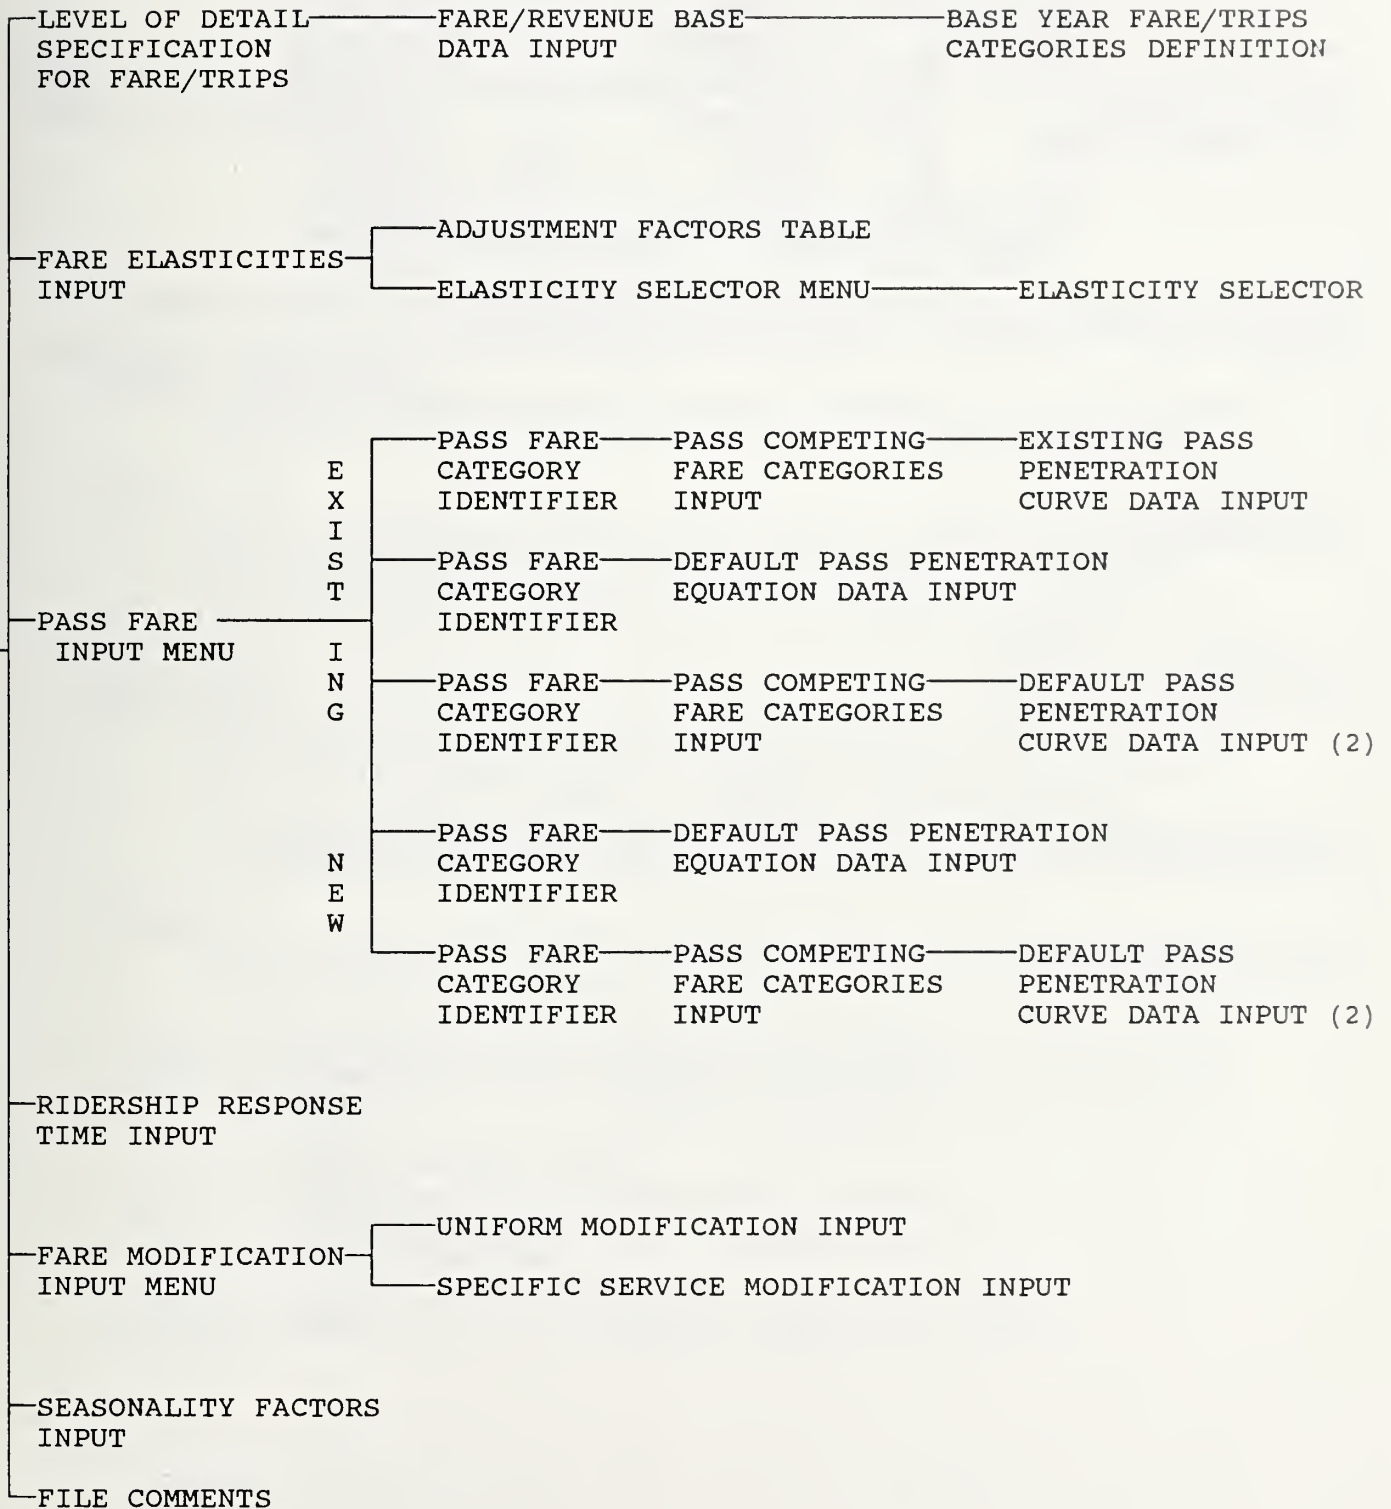 LEVEL OF DETAIL FARE/REVENUE BASE BASE YEAR FARE/TRIPS
SPECIFICATION DATA INPUT CATEGORIES DEFINITION
FOR FARE/TRIPS
ADJUSTMENT FACTORS TABLE
FARE ELASTICITIES
INPUT ELASTICITY SELECTOR MENU ELASTICITY SELECTOR
PASS FARE PASS COMPETING EXISTING PASS
E CATEGORY FARE CATEGORIES PENETRATION
X IDENTIFIER INPUT CURVE DATA INPUT
I
S PASS FARE DEFAULT PASS PENETRATION
T CATEGORY EQUATION DATA INPUT
PASS FARE IDENTIFIER
INPUT MENU I
N PASS FARE PASS COMPETING DEFAULT PASS
G CATEGORY FARE CATEGORIES PENETRATION
IDENTIFIER INPUT CURVE DATA INPUT (2)
PASS FARE DEFAULT PASS PENETRATION
N CATEGORY EQUATION DATA INPUT
E IDENTIFIER
W
PASS FARE PASS COMPETING DEFAULT PASS
CATEGORY FARE CATEGORIES PENETRATION
IDENTIFIER INPUT CURVE DATA INPUT (2)
RIDERSHIP RESPONSE
TIME INPUT
UNIFORM MODIFICATION INPUT
FARE MODIFICATION
INPUT MENU SPECIFIC SERVICE MODIFICATION INPUT
SEASONALITY FACTORS
INPUT
FILE COMMENTS